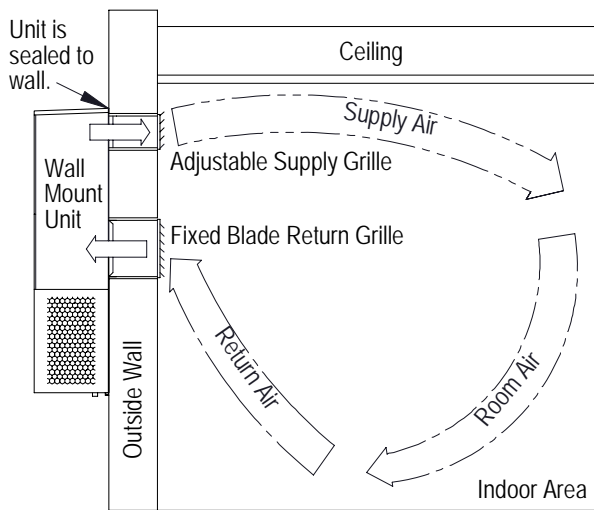 Unit is
sealed to
wall.
Ceiling
Supply Air
Adjustable Supply Grille
Wall
Mount
Unit
Fixed Blade Return Grille
Return Air
Room Air
Outside Wall
Indoor Area